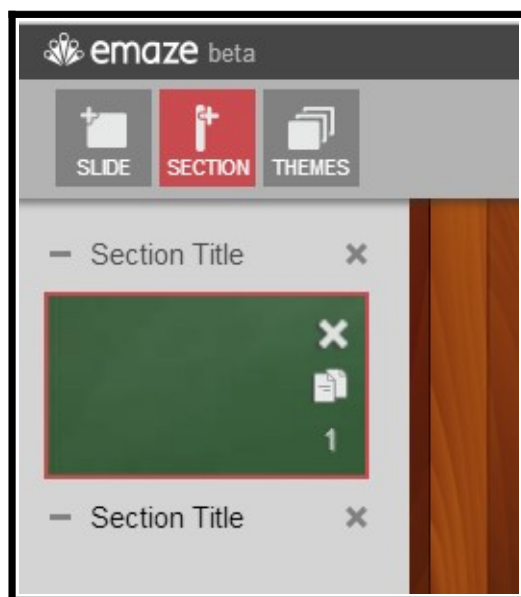 emaze beta
SLIDE SECTION THEMES
Section Title
1
Section Title